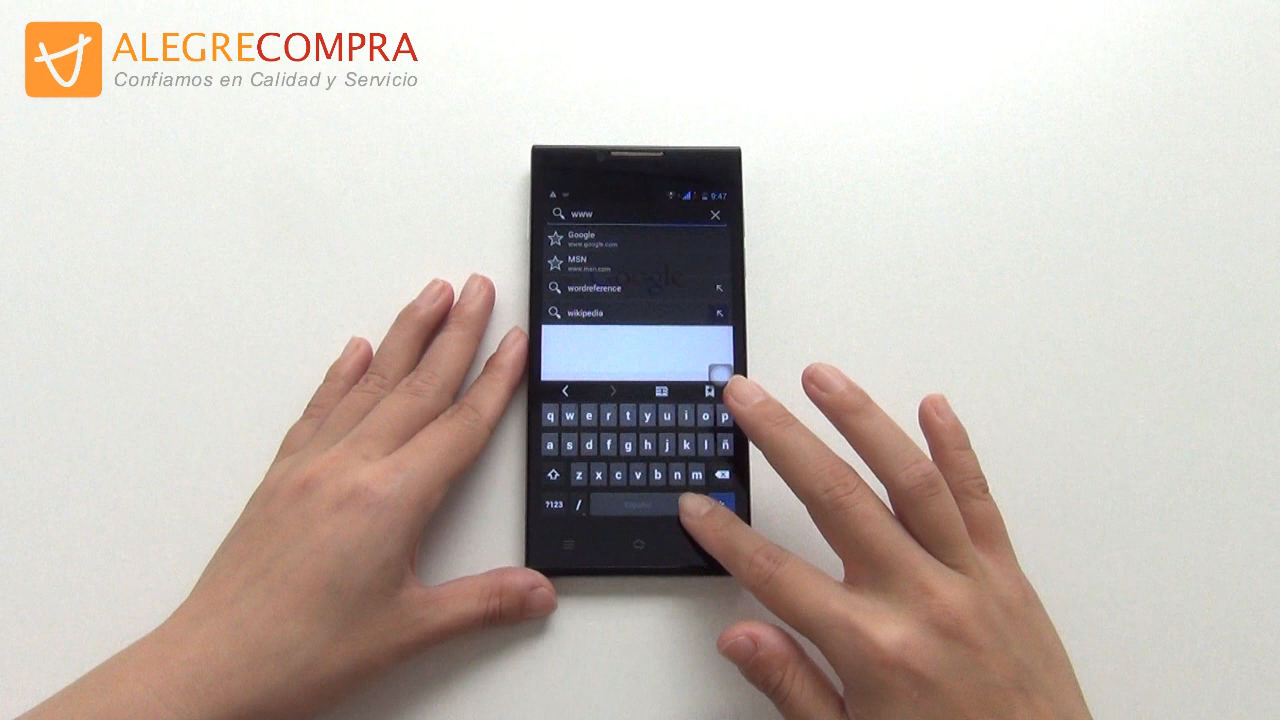 ALEGRECOMPRA
Confiamos en Calidad y Servicio
9:47
www
Google
www.google.com
MSN
www.msn.com
wordreference
wikipedia
q w e r t y u i o p
a s d f g h j k l ñ
z x c v b n m
?123 /